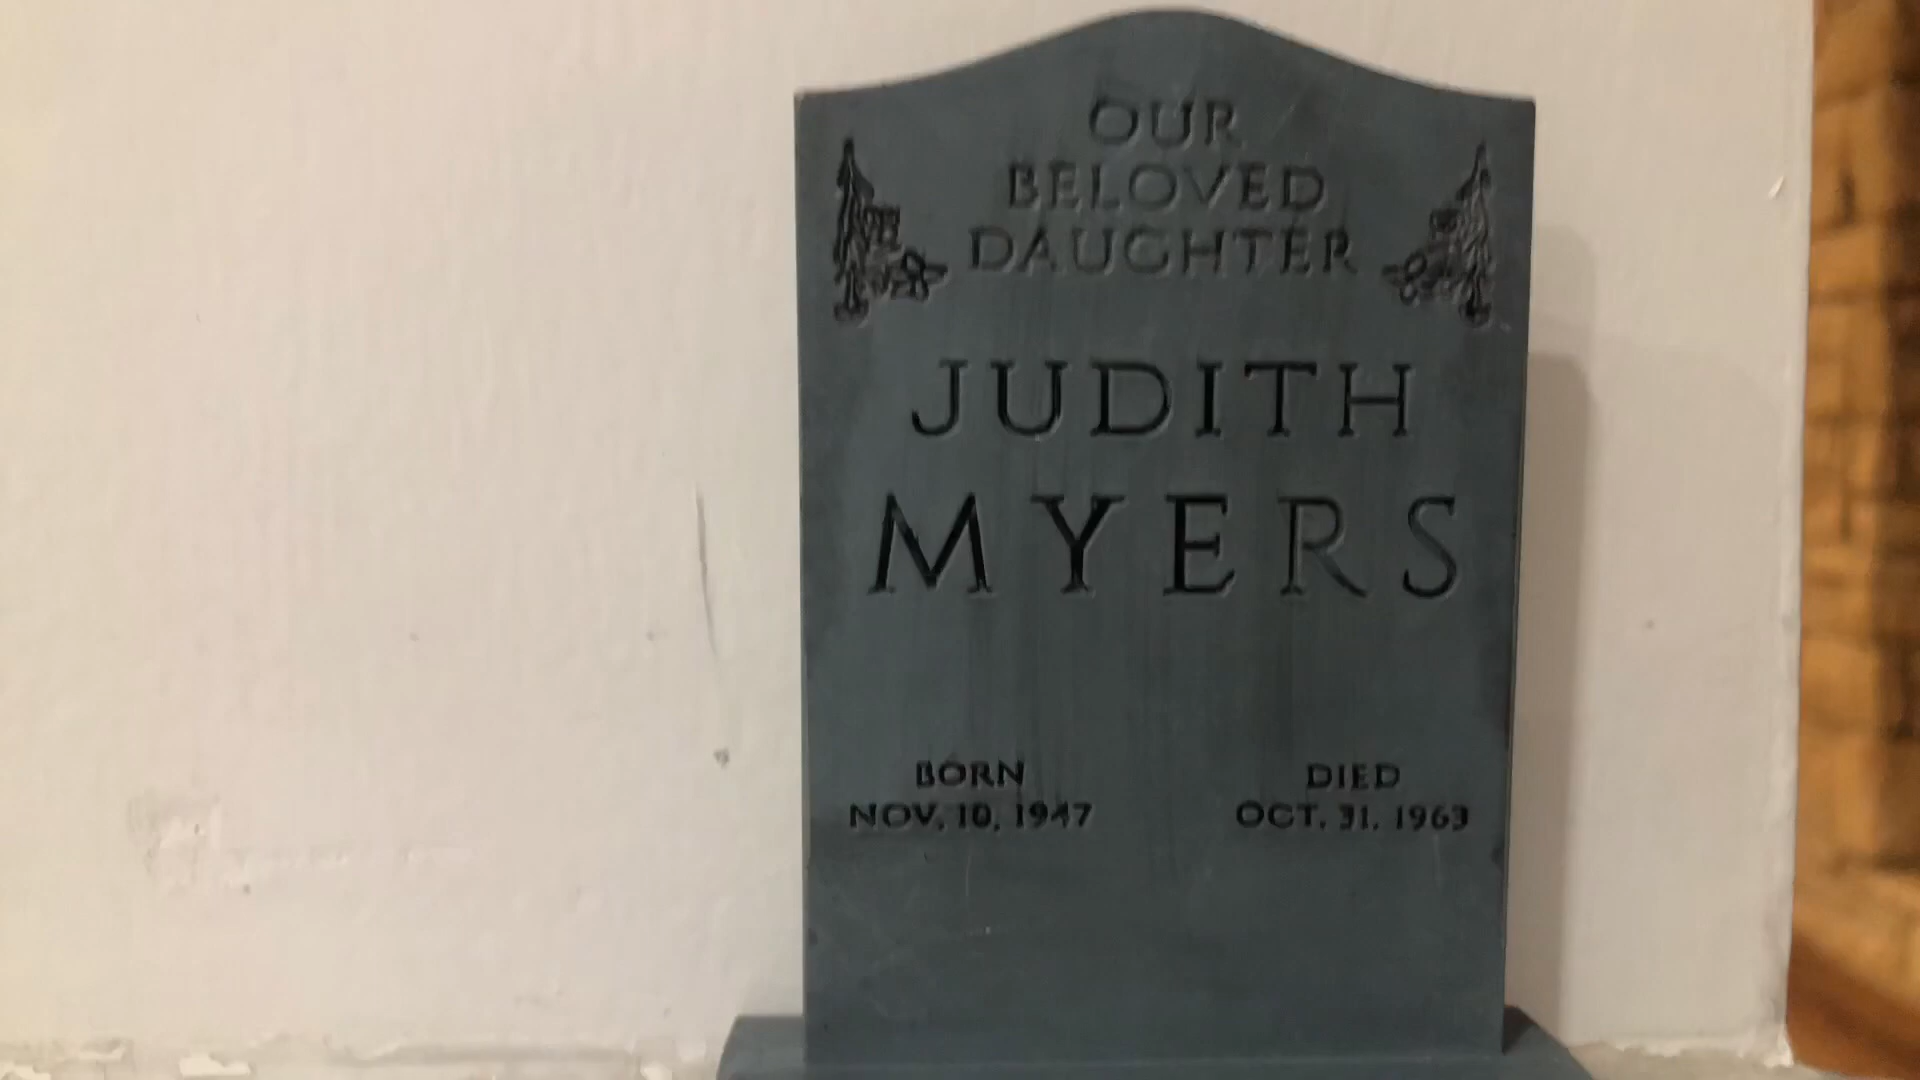 OUR
BELOVED
DAUGHTER
JUDITH
MYERS
BORN
NOV. 10, 1947
DIED
OCT. 31. 1963